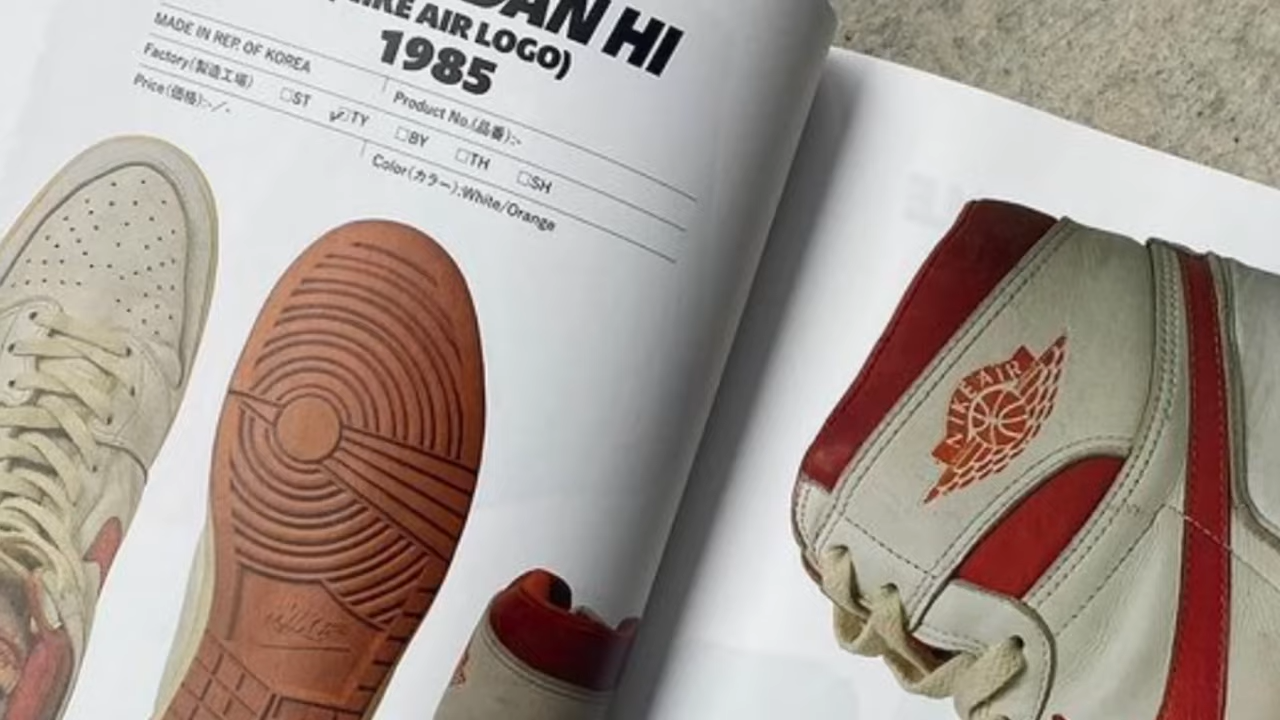 DAN HI
NIKE AIR LOGO)
1985
MADE IN REP. OF KOREA
Product No.(品番):-
Factory(製造工場) □ST ☑TY □BY □TH □SH
Price(価格):-/-
Color(カラー):White/Orange
NIKE AIR